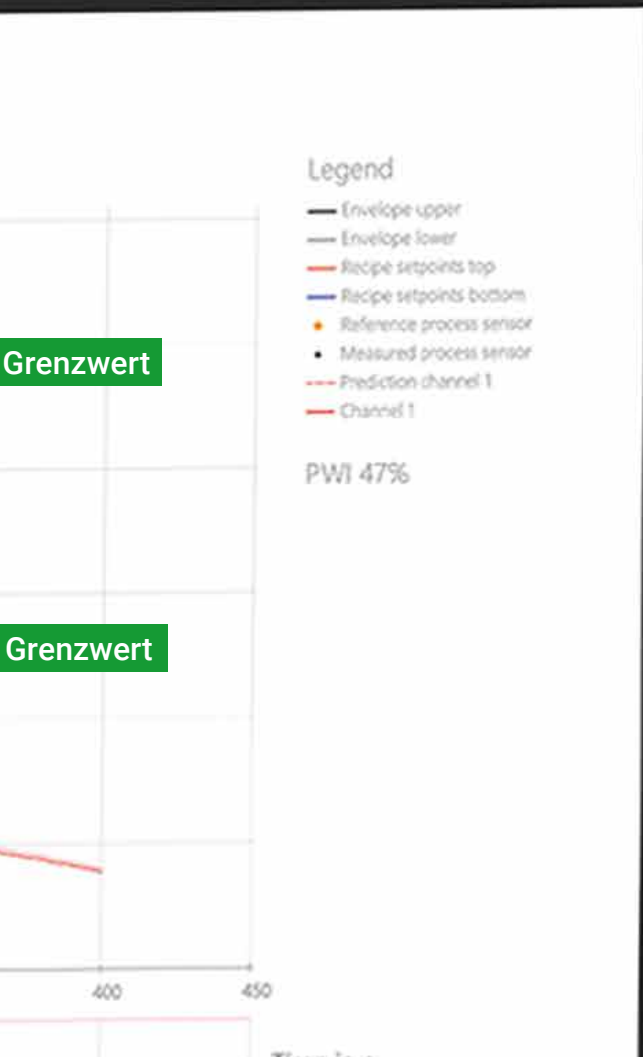 Legend
Envelope upper
Envelope lower
Recipe setpoints top
Recipe setpoints bottom
Reference process sensor
Grenzwert
Measured process sensor
Prediction channel 1
Channel 1
PWI 47%
Grenzwert
400
450